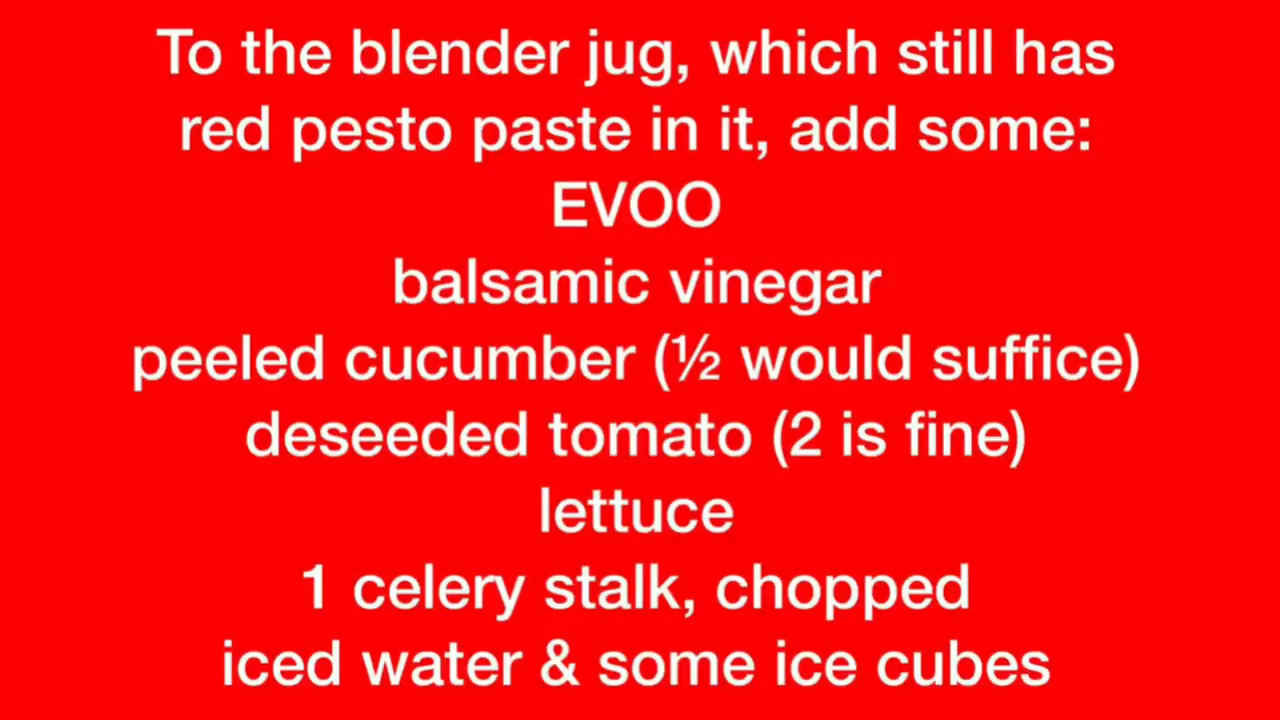 To the blender jug, which still has
red pesto paste in it, add some:
EVOO
balsamic vinegar
peeled cucumber (½ would suffice)
deseeded tomato (2 is fine)
lettuce
1 celery stalk, chopped
iced water & some ice cubes